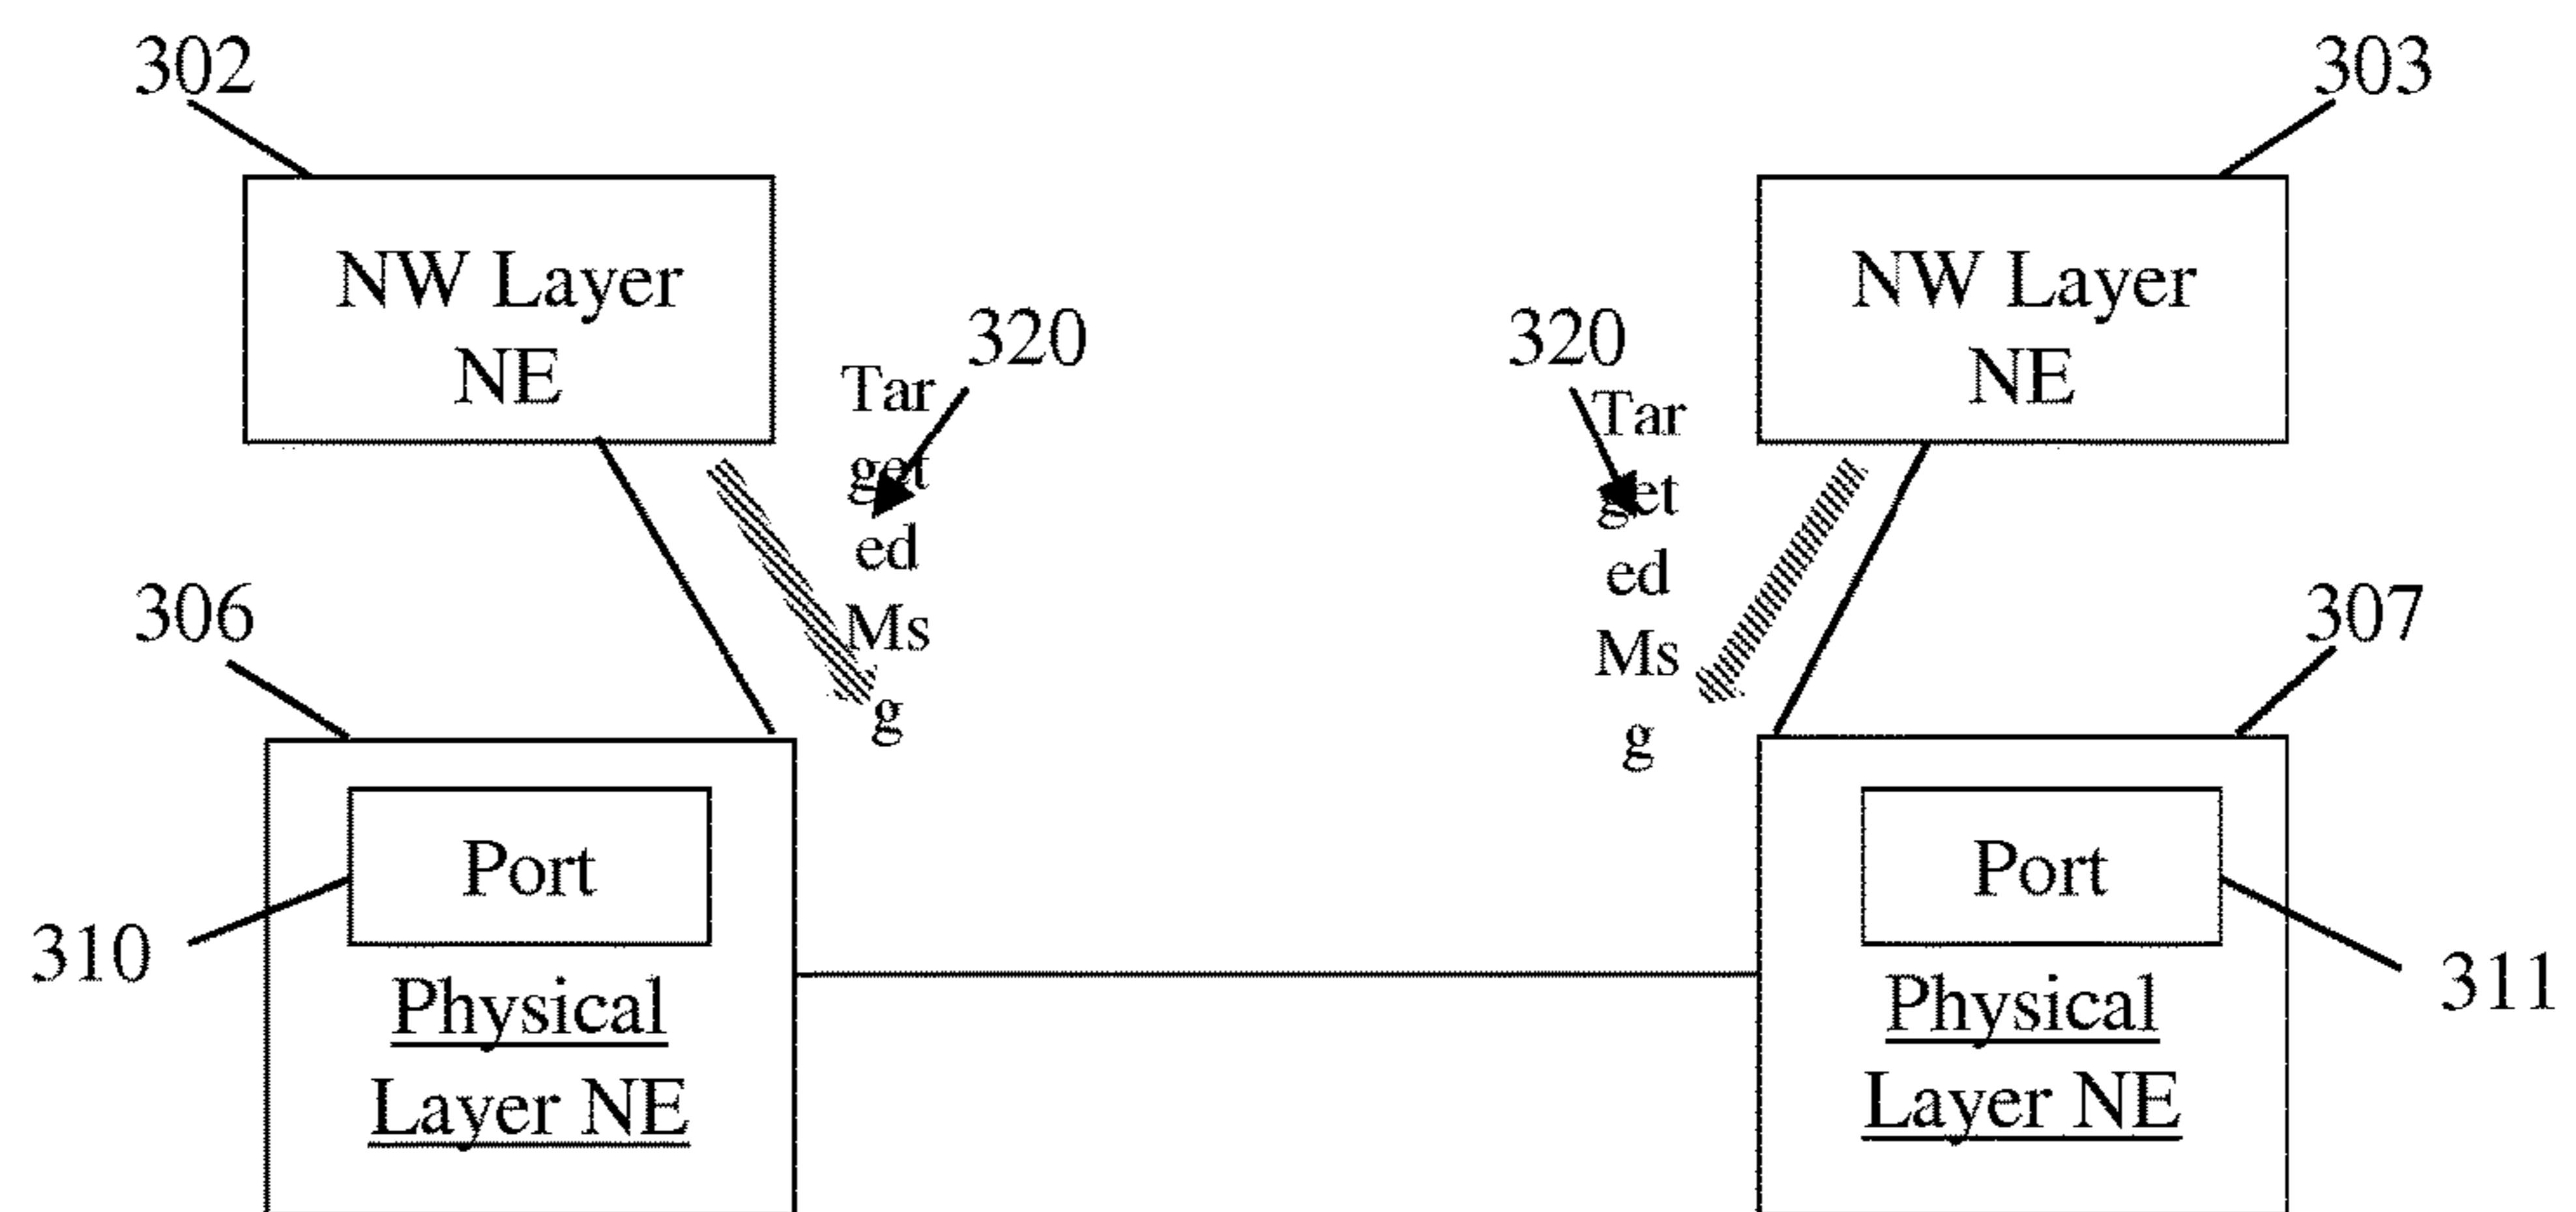 302
303
NW Layer
NE
NW Layer
NE
320
Tar
get
ed
Ms
g
320
Tar
get
ed
Ms
g
306
307
Port
310
Physical
Layer NE
Port
311
Physical
Layer NE